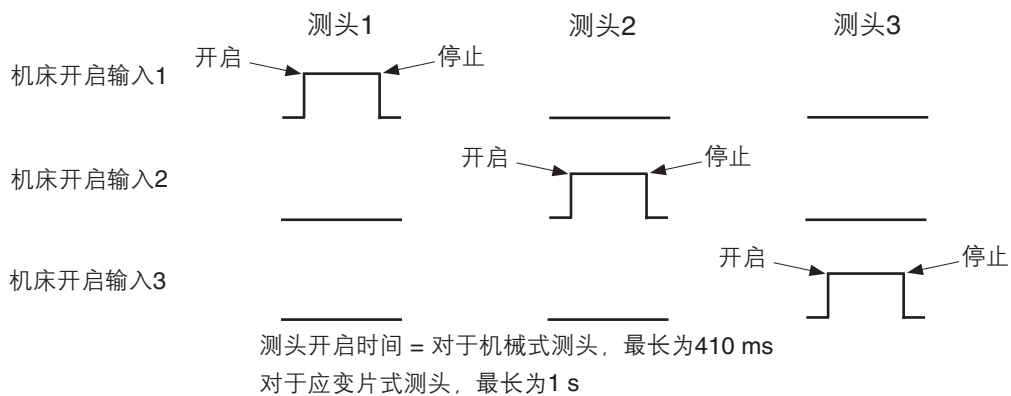 测头1 测头2 测头3
开启 停止
机床开启输入1
开启 停止
机床开启输入2
开启 停止
机床开启输入3
测头开启时间 = 对于机械式测头，最长为410 ms
对于应变片式测头，最长为1 s